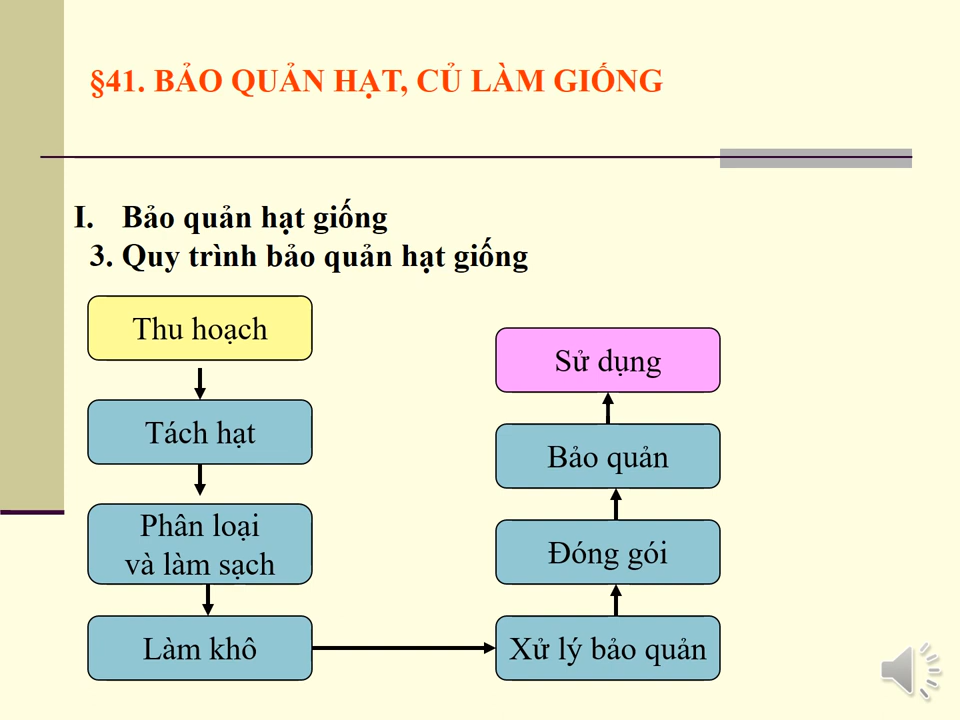 §41. BẢO QUẢN HẠT, CỦ LÀM GIỐNG
I. Bảo quản hạt giống
3. Quy trình bảo quản hạt giống
Thu hoạch
Tách hạt
Phân loại
và làm sạch
Làm khô
Xử lý bảo quản
Đóng gói
Bảo quản
Sử dụng